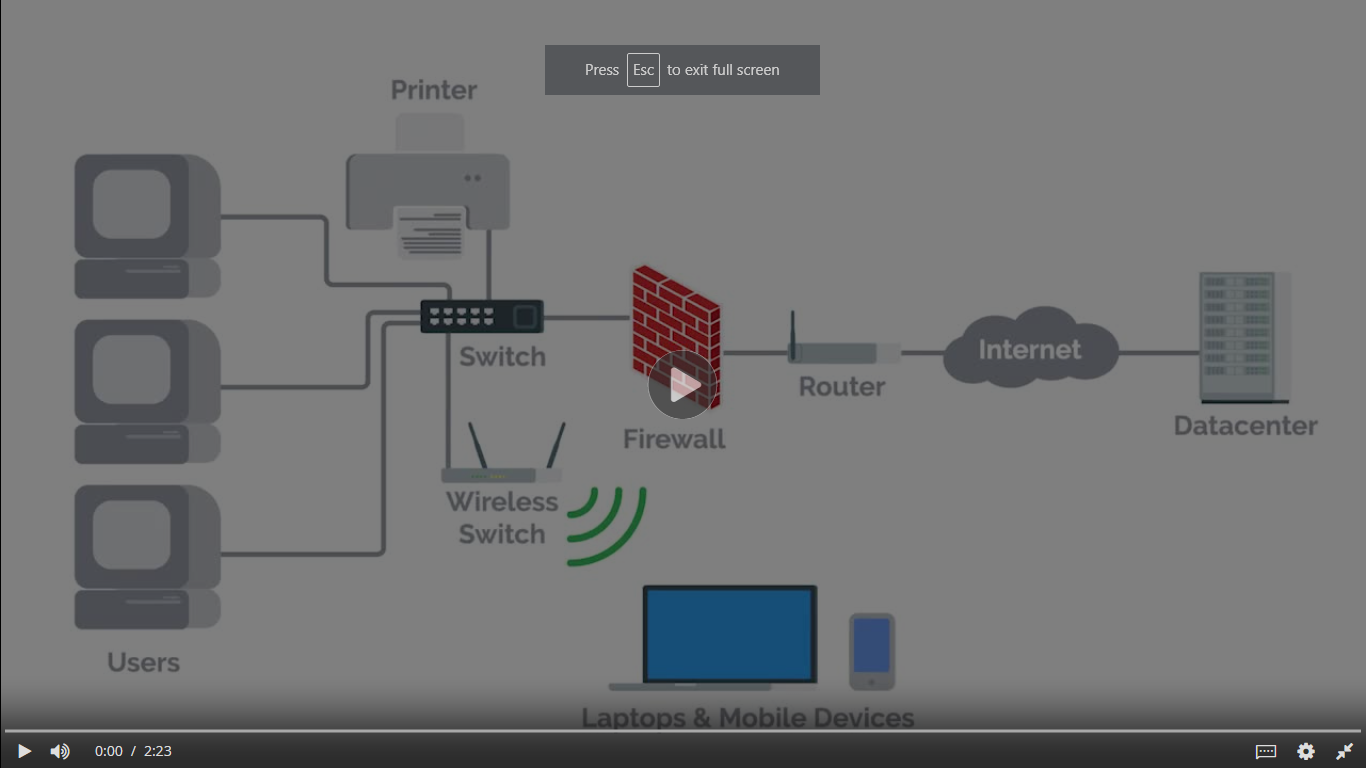 Press Esc to exit full screen
Printer
Switch
Firewall
Router
Internet
Datacenter
Wireless
Switch
Users
Laptops & Mobile Devices
0:00 / 2:23